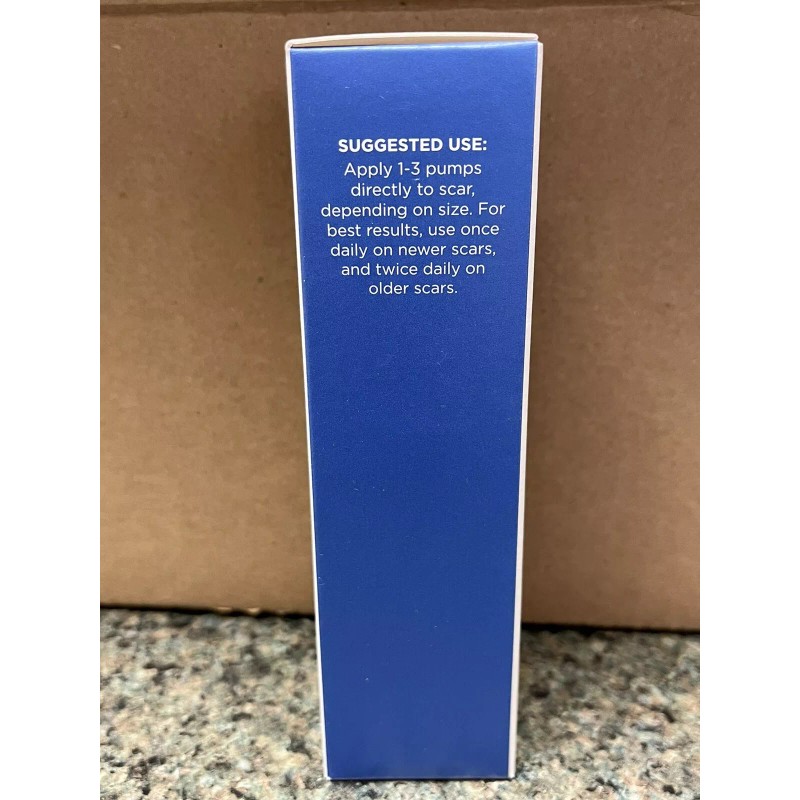 SUGGESTED USE:
Apply 1-3 pumps
directly to scar,
depending on size. For
best results, use once
daily on newer scars,
and twice daily on
older scars.